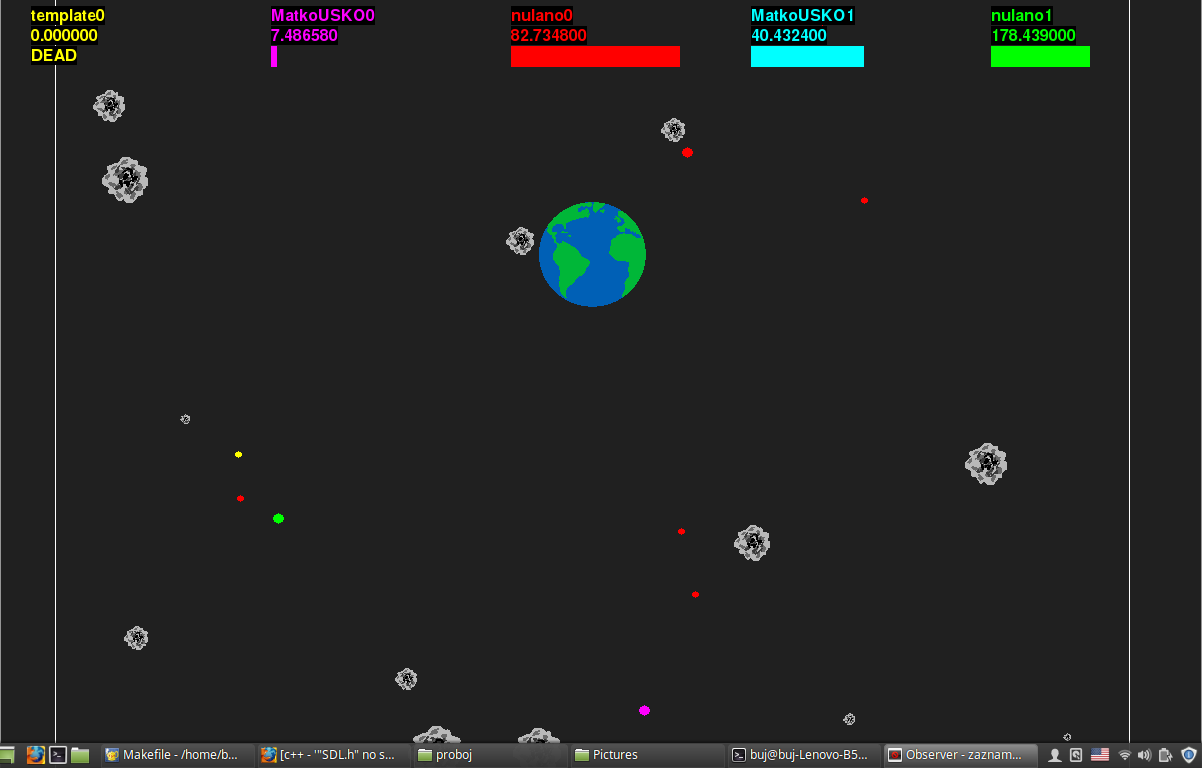 template0
0.000000
DEAD
MatkoUSKO0
7.486580
nulano0
82.734800
MatkoUSKO1
40.432400
nulano1
178.439000
Makefile - /home/b...
[c++ - '"SDL.h" no s...
proboj
Pictures
buj@buj-Lenovo-B5...
Observer - zaznam...